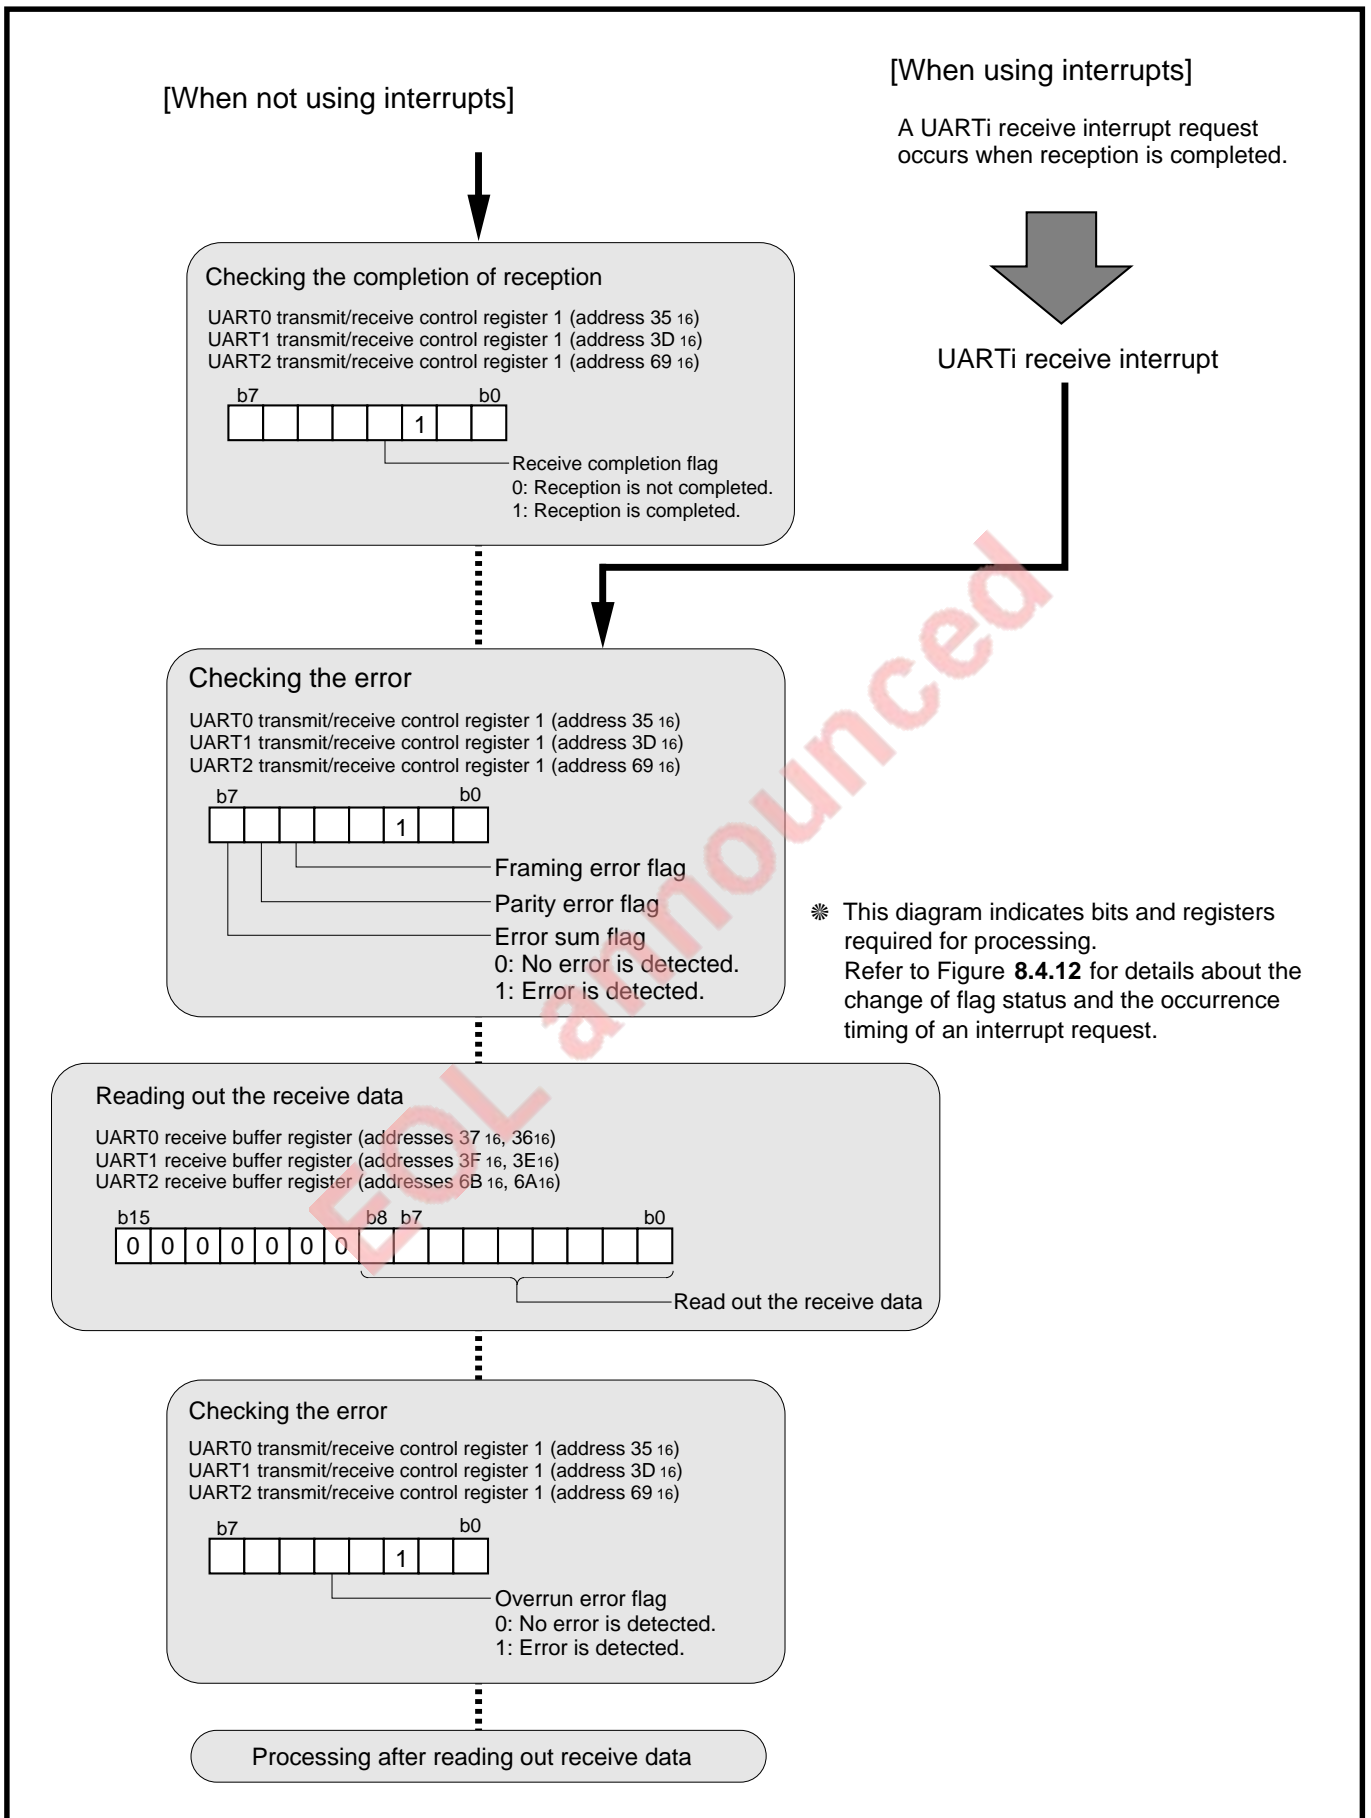 [When not using interrupts]
[When using interrupts]
A UARTi receive interrupt request
occurs when reception is completed.
Checking the completion of reception
UART0 transmit/receive control register 1 (address 35 16)
UART1 transmit/receive control register 1 (address 3D 16)
UART2 transmit/receive control register 1 (address 69 16)
b7 b0
1
Receive completion flag
0: Reception is not completed.
1: Reception is completed.
UARTi receive interrupt
Checking the error
UART0 transmit/receive control register 1 (address 35 16)
UART1 transmit/receive control register 1 (address 3D 16)
UART2 transmit/receive control register 1 (address 69 16)
b7 b0
1
Framing error flag
Parity error flag
Error sum flag
0: No error is detected.
1: Error is detected.
※ This diagram indicates bits and registers
required for processing.
Refer to Figure 8.4.12 for details about the
change of flag status and the occurrence
timing of an interrupt request.
Reading out the receive data
UART0 receive buffer register (addresses 37 16, 3616)
UART1 receive buffer register (addresses 3F 16, 3E16)
UART2 receive buffer register (addresses 6B 16, 6A16)
b15 b8 b7 b0
0 0 0 0 0 0 0
Read out the receive data
Checking the error
UART0 transmit/receive control register 1 (address 35 16)
UART1 transmit/receive control register 1 (address 3D 16)
UART2 transmit/receive control register 1 (address 69 16)
b7 b0
1
Overrun error flag
0: No error is detected.
1: Error is detected.
Processing after reading out receive data
EOL announced